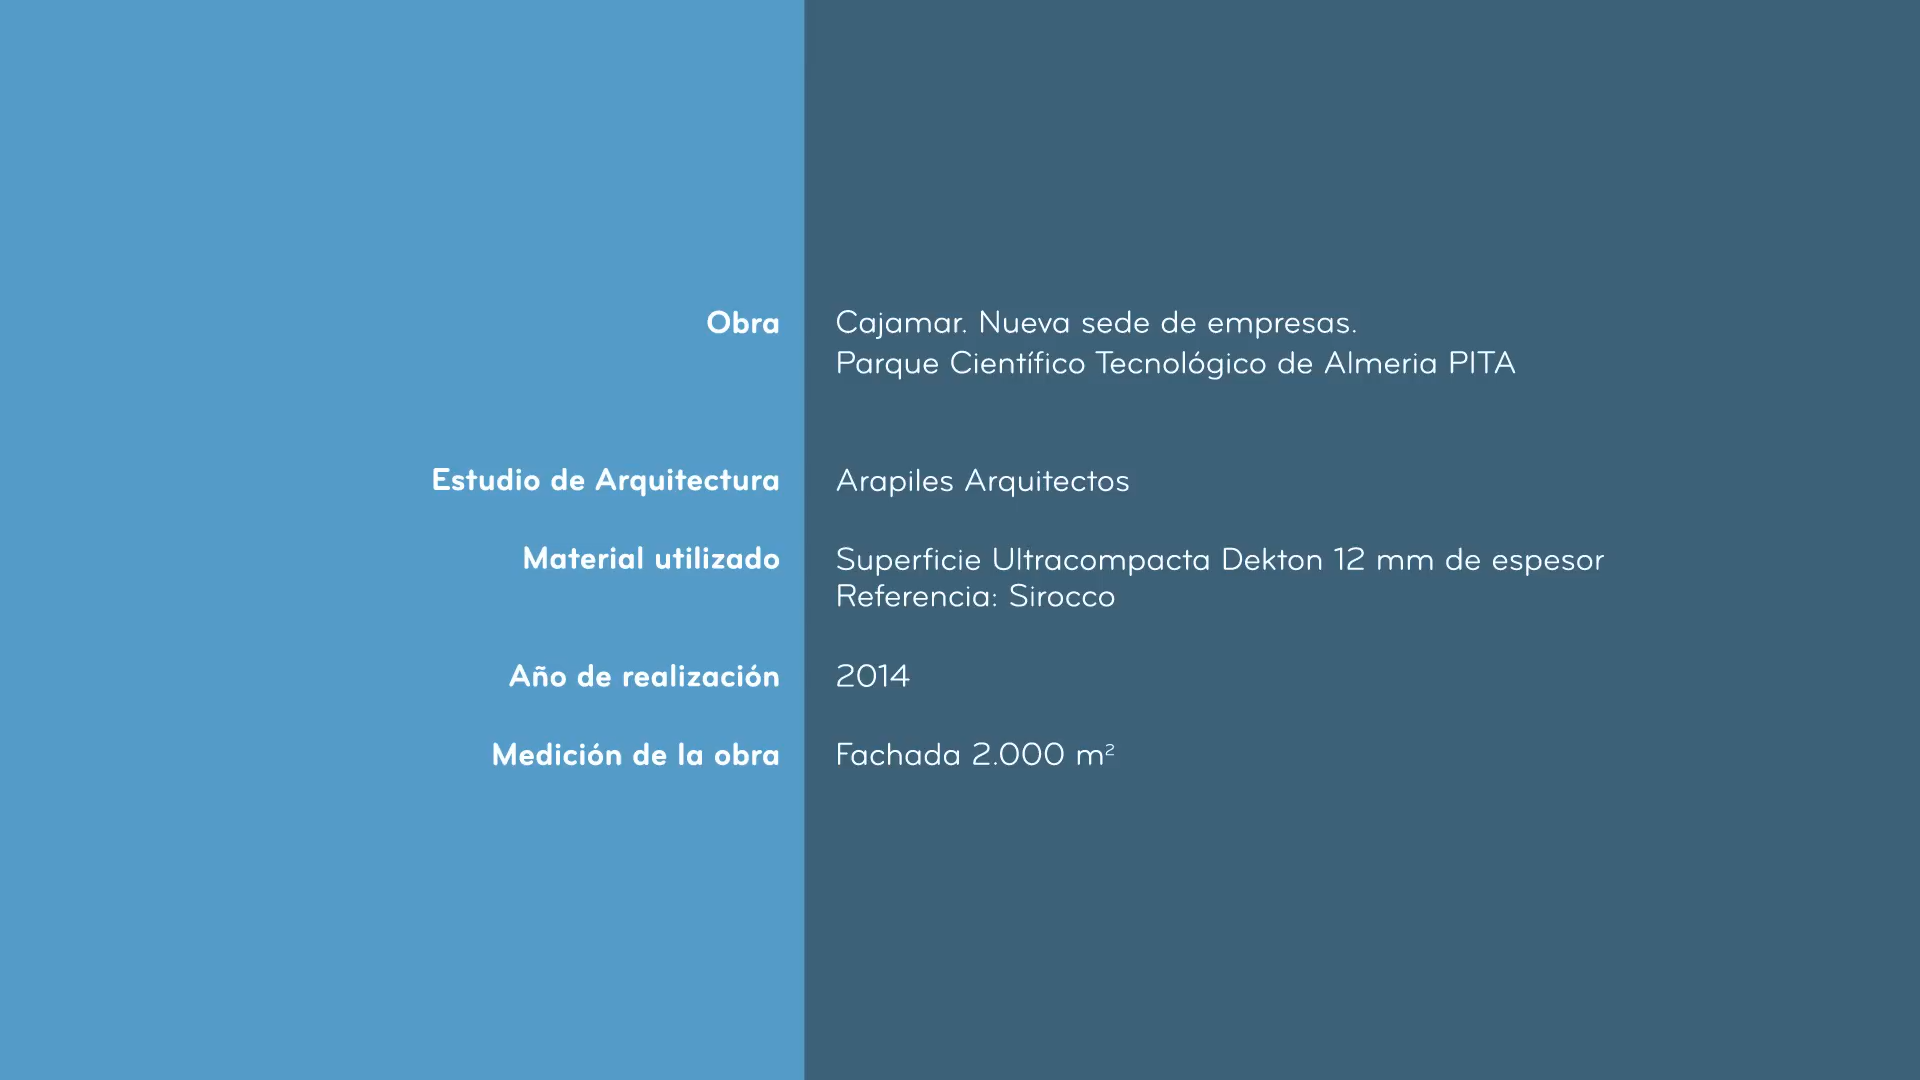 Obra Cajamar. Nueva sede de empresas.
Parque Científico Tecnológico de Almeria PITA
Estudio de Arquitectura Arapiles Arquitectos
Material utilizado Superficie Ultracompacta Dekton 12 mm de espesor
Referencia: Sirocco
Año de realización 2014
Medición de la obra Fachada 2.000 m²